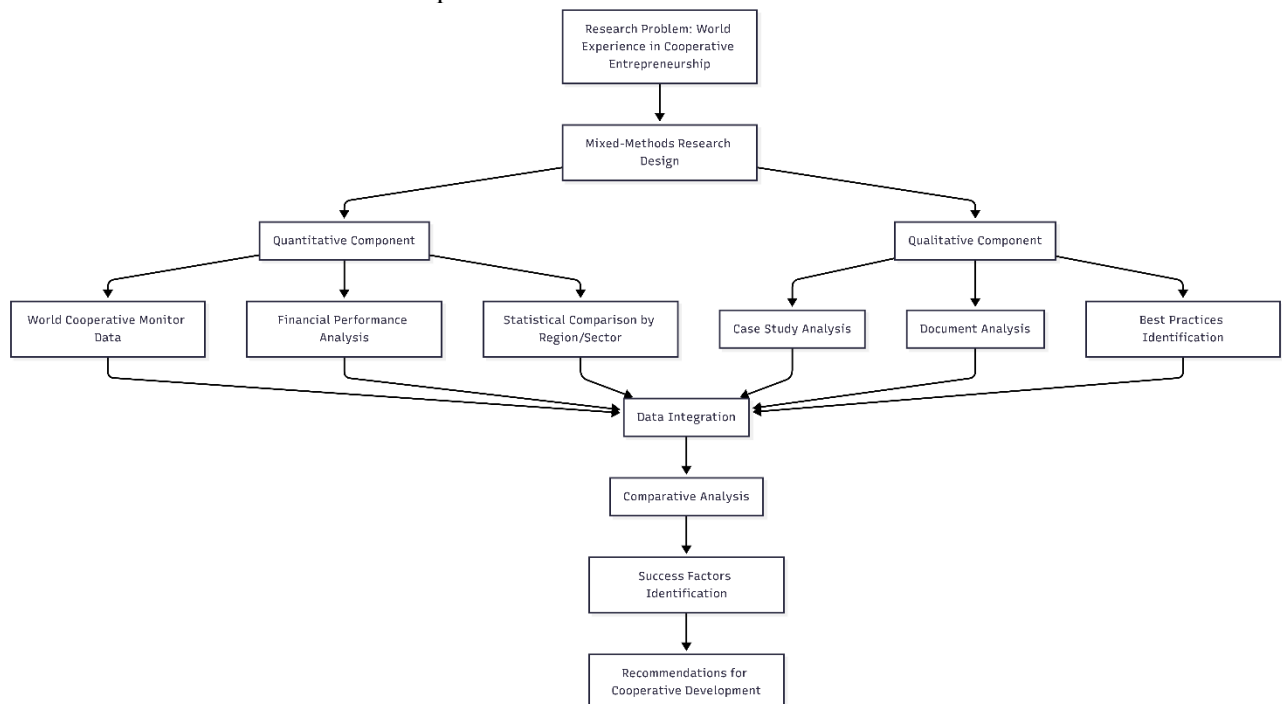 Research Problem: World
Experience in Cooperative
Entrepreneurship
Mixed-Methods Research
Design
Quantitative Component
Qualitative Component
World Cooperative Monitor
Data
Financial Performance
Analysis
Statistical Comparison by
Region/Sector
Case Study Analysis
Document Analysis
Best Practices
Identification
Data Integration
Comparative Analysis
Success Factors
Identification
Recommendations for
Cooperative Development